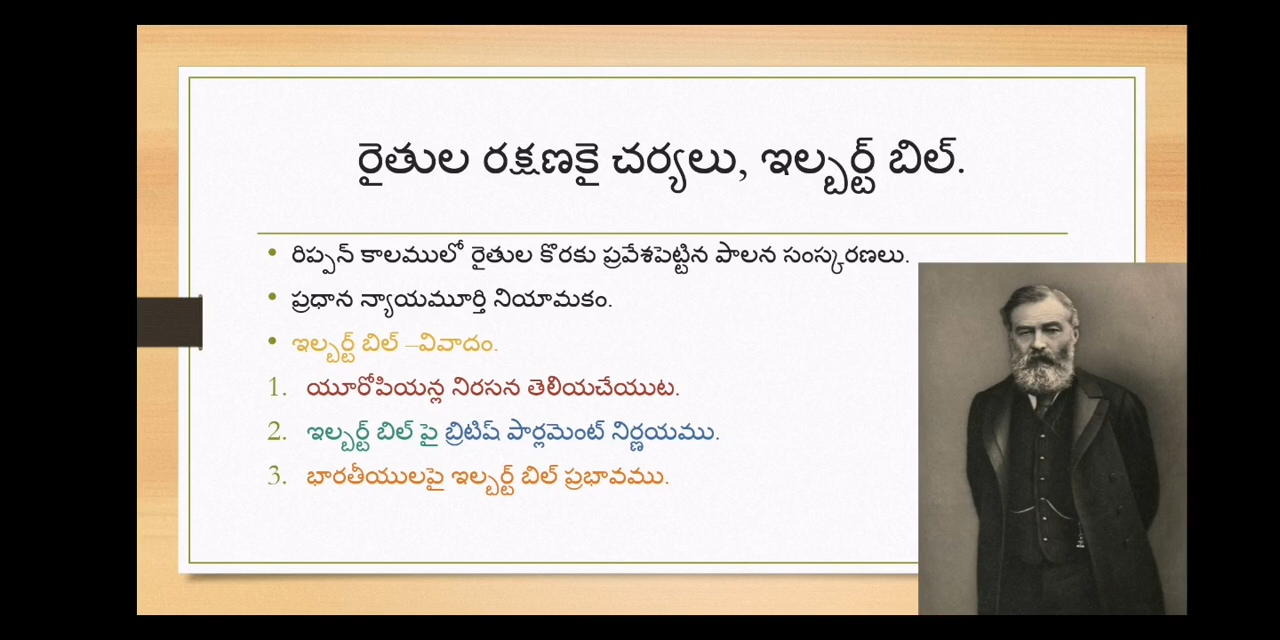 రైతుల రక్షణకై చర్యలు, ఇల్బర్ట్ బిల్.
• రిప్పన్ కాలములో రైతుల కొరకు ప్రవేశపెట్టిన పాలన సంస్కరణలు.
• ప్రధాన న్యాయమూర్తి నియామకం.
• ఇల్బర్ట్ బిల్ –వివాదం.
1. యూరోపియన్ల నిరసన తెలియచేయుట.
2. ఇల్బర్ట్ బిల్ పై బ్రిటిష్ పార్లమెంట్ నిర్ణయము.
3. భారతీయులపై ఇల్బర్ట్ బిల్ ప్రభావము.